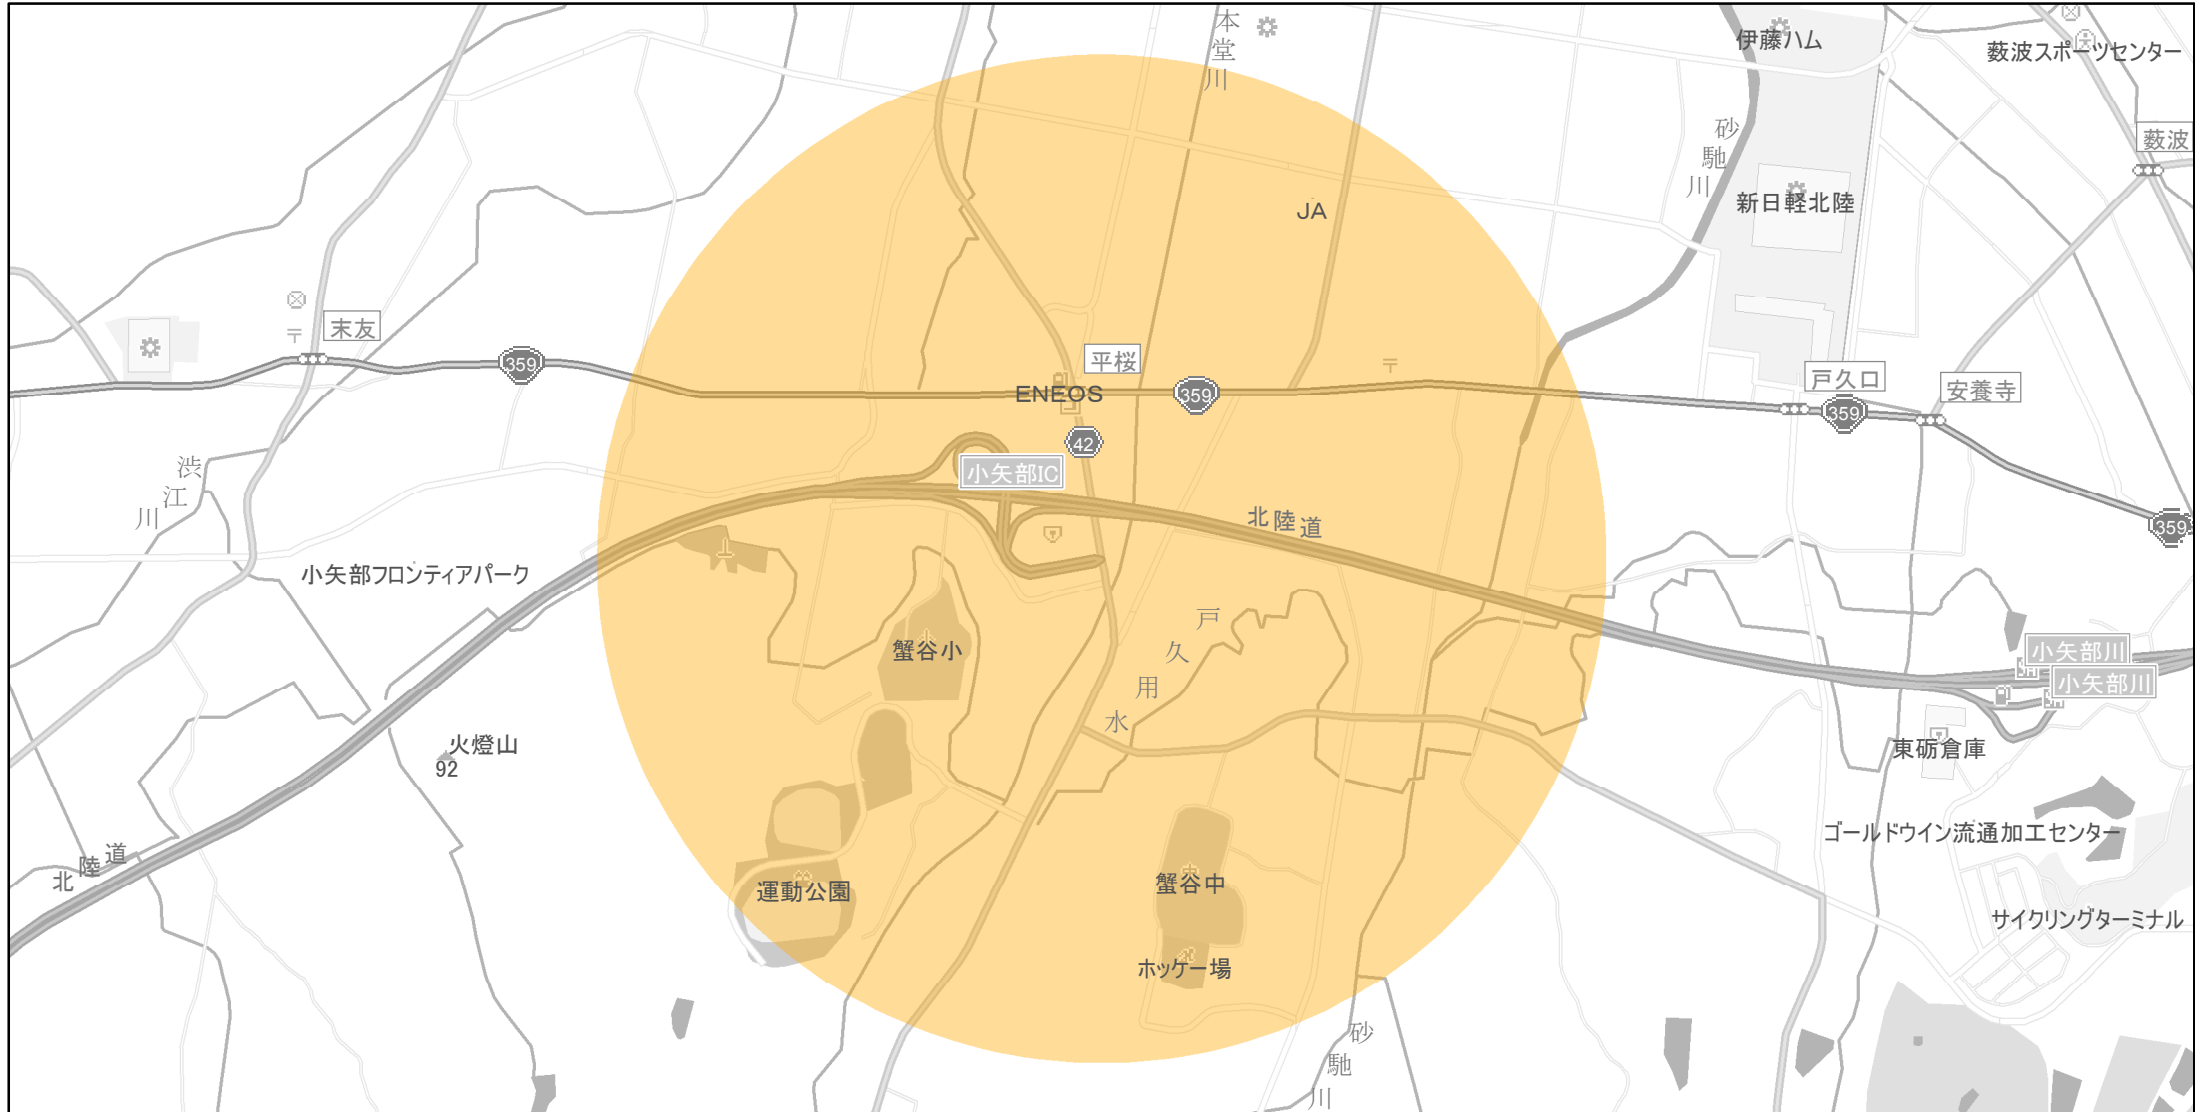 本堂川
伊藤ハム
薮波スポーツセンター
砂馳川
薮波
新日軽北陸
JA
末友
359
平桜
ENEOS
359
戸久口
359
安養寺
42
小矢部IC
渋江川
北陸道
359
小矢部フロンティアパーク
戸久用水
蟹谷小
小矢部川
小矢部川
火燈山
92
東砺倉庫
ゴールドウイン流通加工センター
北陸道
運動公園
蟹谷中
サイクリングターミナル
ホッケー場
砂馳川